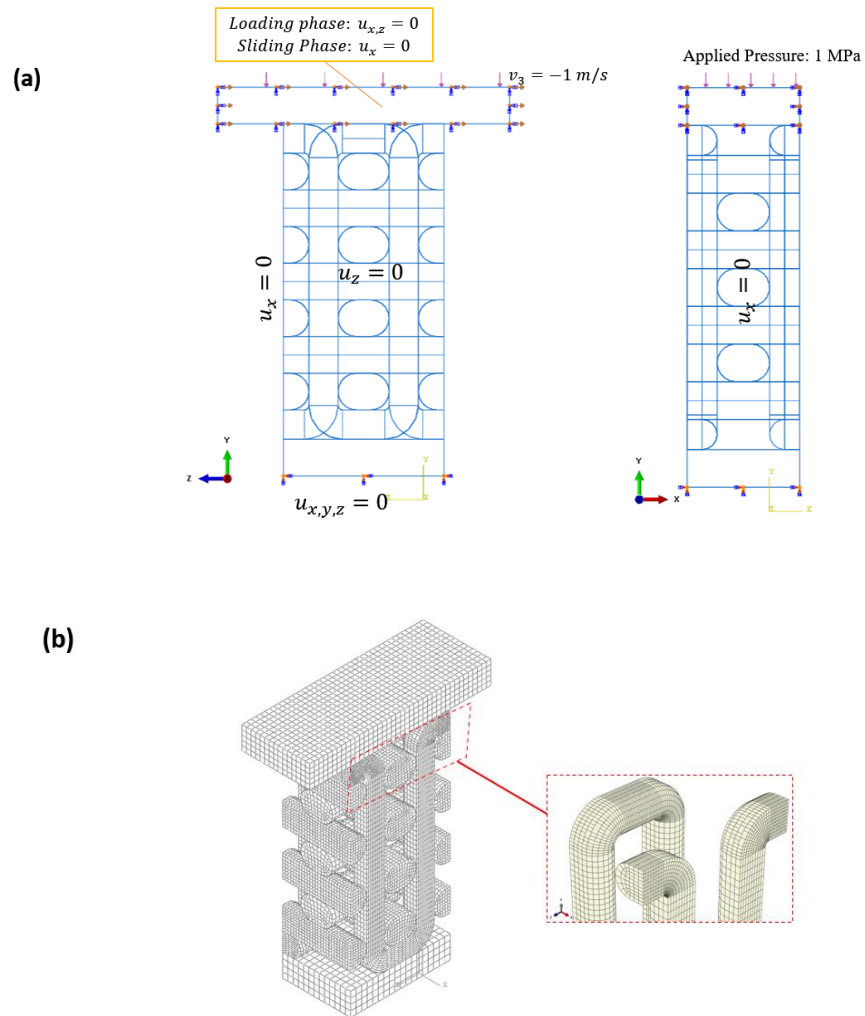 Loading phase: u_{x,z} = 0
Sliding Phase: u_x = 0
(a)
v_3 = −1 m/s
Applied Pressure: 1 MPa
u_x = 0
u_z = 0
u_x = 0
Y
Z
Y
Z
X
u_{x,y,z} = 0
Y
X
Y
Z
X
(b)
X